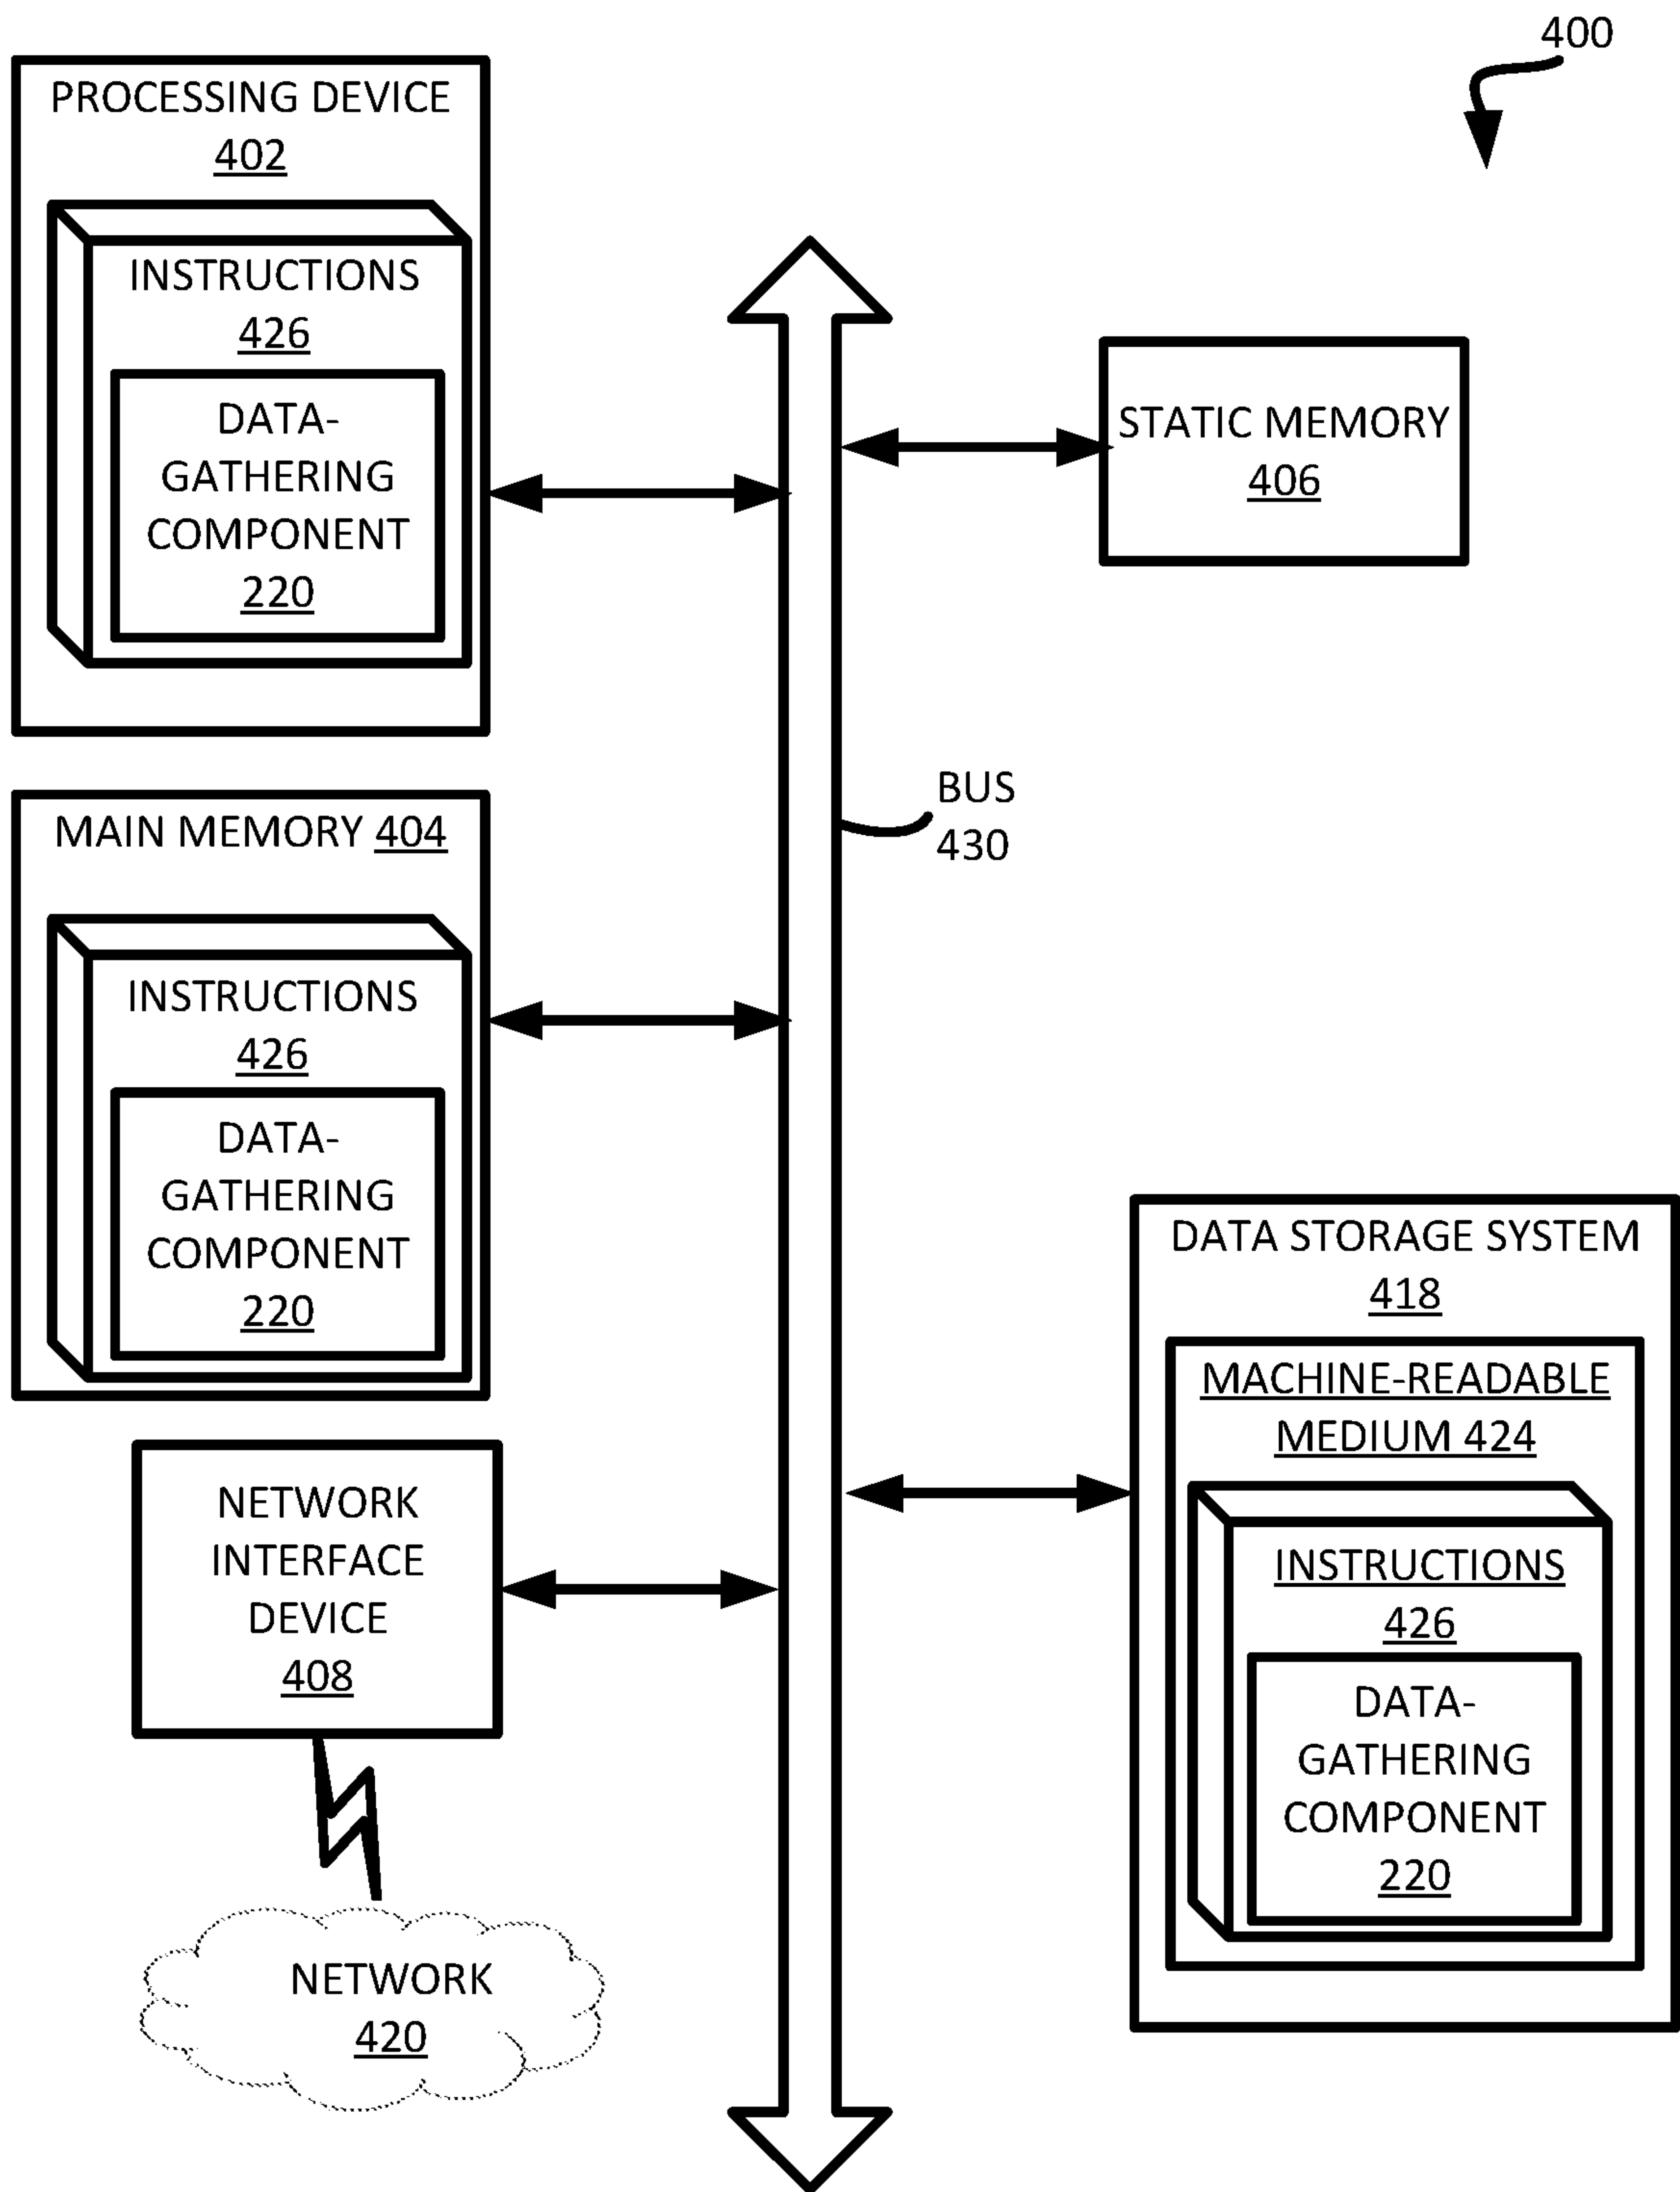 400
PROCESSING DEVICE
402
INSTRUCTIONS
426
DATA-
GATHERING
COMPONENT
220
STATIC MEMORY
406
BUS
430
MAIN MEMORY 404
INSTRUCTIONS
426
DATA-
GATHERING
COMPONENT
220
DATA STORAGE SYSTEM
418
MACHINE-READABLE
MEDIUM 424
INSTRUCTIONS
426
DATA-
GATHERING
COMPONENT
220
NETWORK
INTERFACE
DEVICE
408
NETWORK
420